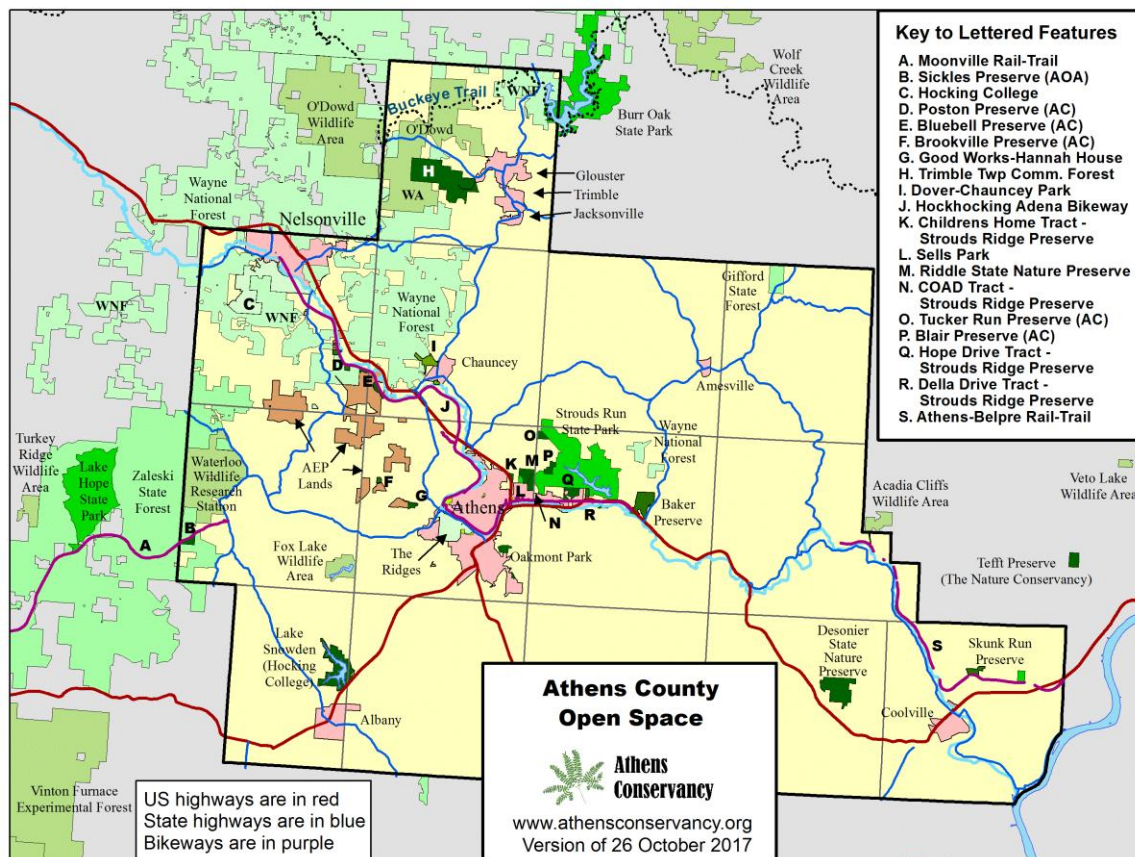 Key to Lettered Features
A. Moonville Rail-Trail
B. Sickles Preserve (AOA)
C. Hocking College
D. Poston Preserve (AC)
E. Bluebell Preserve (AC)
F. Brookville Preserve (AC)
G. Good Works-Hannah House
H. Trimble Twp Comm. Forest
I. Dover-Chauncey Park
J. Hockhocking Adena Bikeway
K. Childrens Home Tract -
Strouds Ridge Preserve
L. Sells Park
M. Riddle State Nature Preserve
N. COAD Tract -
Strouds Ridge Preserve
O. Tucker Run Preserve (AC)
P. Blair Preserve (AC)
Q. Hope Drive Tract -
Strouds Ridge Preserve
R. Della Drive Tract -
Strouds Ridge Preserve
S. Athens-Belpre Rail-Trail
Wolf
Creek
Wildlife
Area
WNF
Buckeye Trail
O'Dowd
Wildlife
Area
O'Dowd
Burr Oak
State Park
H
WA
Glouster
Trimble
Jacksonville
Wayne
National
Forest
Nelsonville
WNF
C
WNF
Wayne
National
Forest
Gifford
State
Forest
I
Chauncey
D
E
J
Amesville
AEP
Lands
F
G
Strouds Run
State Park
O
P
M
K
Q
L
N
R
Wayne
National
Forest
Athens
Baker
Preserve
Turkey
Ridge
Wildlife
Area
Lake
Hope
State
Park
Zaleski
State
Forest
Waterloo
Wildlife
Research
Station
B
A
Acadia Cliffs
Wildlife Area
Veto Lake
Wildlife Area
Tefft Preserve
(The Nature Conservancy)
Fox Lake
Wildlife
Area
The
Ridges
Oakmont Park
Lake
Snowden
(Hocking
College)
Albany
Desonier
State
Nature
Preserve
S
Skunk Run
Preserve
Coolville
Vinton Furnace
Experimental Forest
US highways are in red
State highways are in blue
Bikeways are in purple
Athens County
Open Space
Athens
Conservancy
www.athensconservancy.org
Version of 26 October 2017